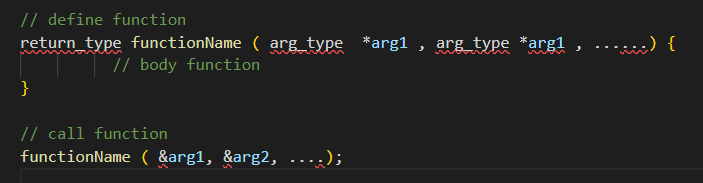 // define function
return_type functionName ( arg_type  *arg1 , arg_type *arg1 , ......) {
// body function
}
// call function
functionName ( &arg1, &arg2, ....);